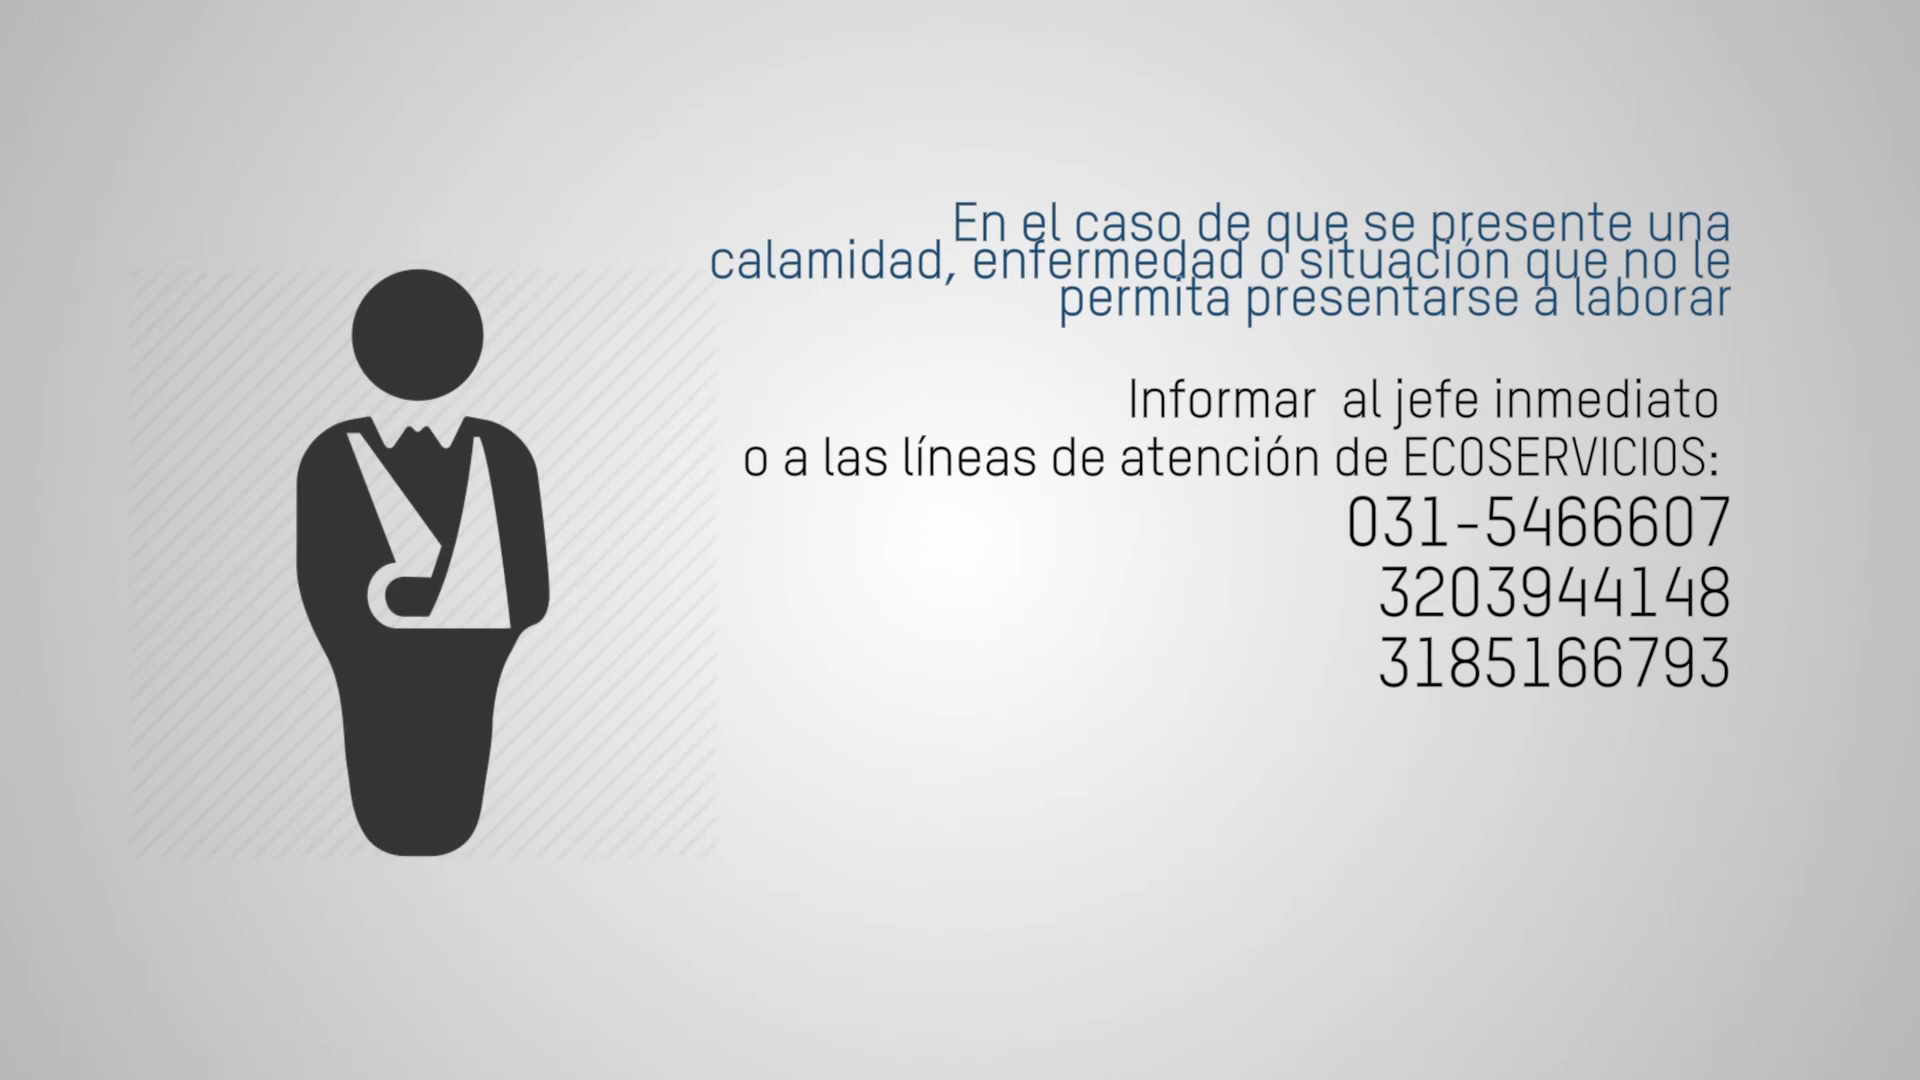 En el caso de que se presente una
calamidad, enfermedad o situación que no le
permita presentarse a laborar
Informar al jefe inmediato
o a las líneas de atención de ECOSERVICIOS:
031-5466607
3203944148
3185166793